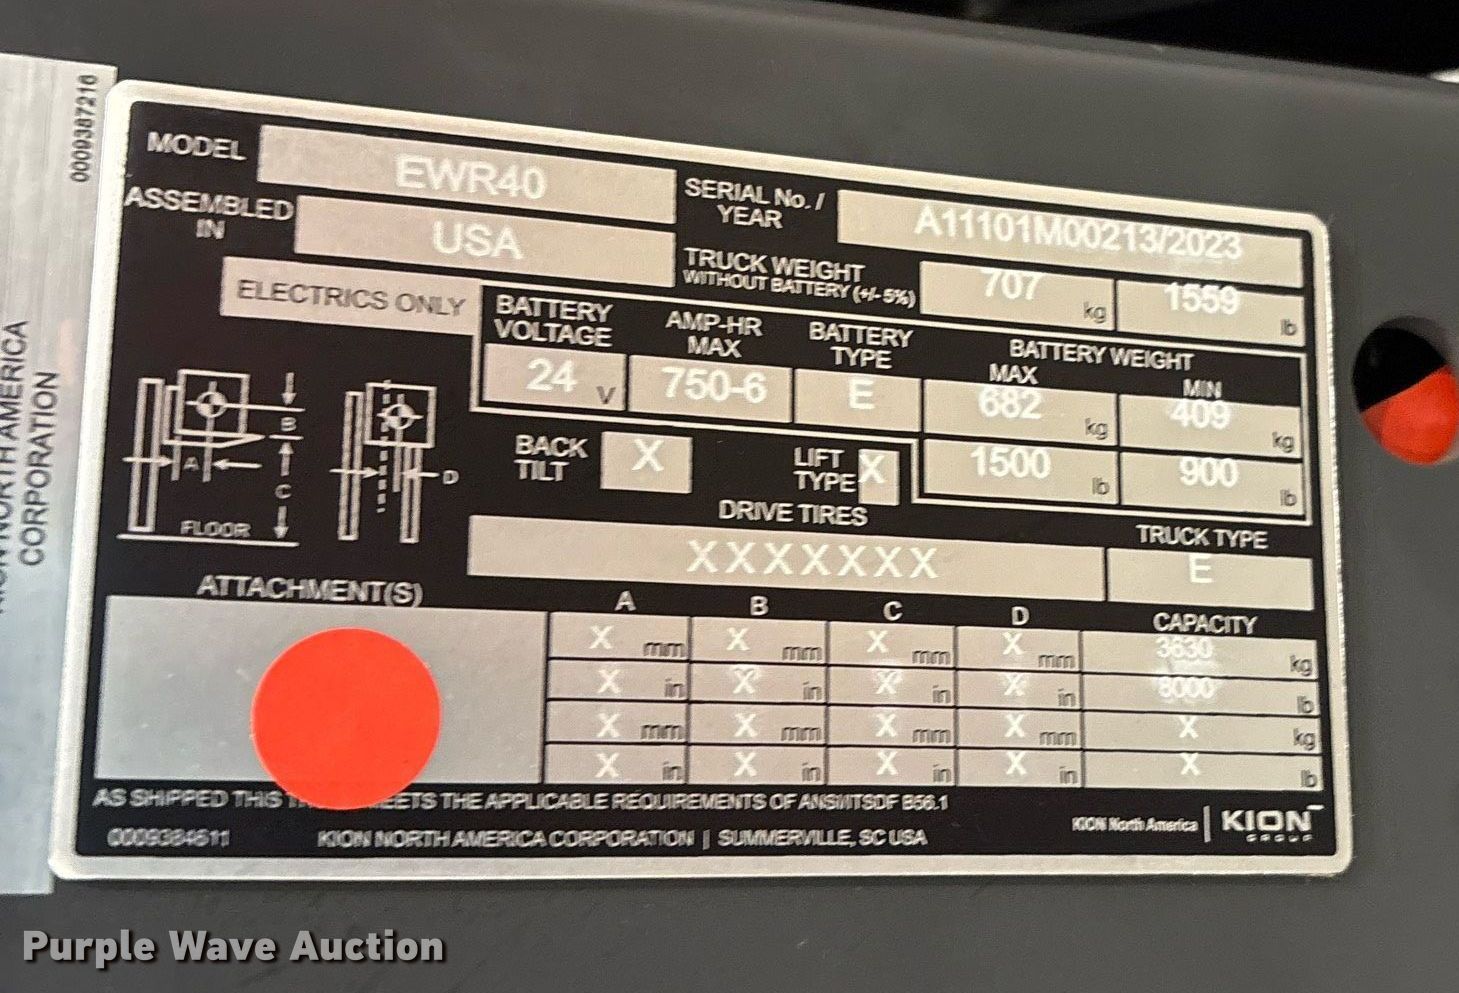 0009387216
KION NORTH AMERICA
CORPORATION
MODEL EWR40
SERIAL No. / YEAR A11101M00213/2023
ASSEMBLED IN USA
TRUCK WEIGHT
WITHOUT BATTERY (+/- 5%) 707 kg 1559 lb
ELECTRICS ONLY
BATTERY VOLTAGE AMP-HR MAX BATTERY TYPE BATTERY WEIGHT
MAX MIN
24 V 750-6 E 682 kg 409 kg
1500 lb 900 lb
BACK TILT X LIFT TYPE X
A B C D
FLOOR
DRIVE TIRES TRUCK TYPE
XXXXXXX E
ATTACHMENT(S) A B C D CAPACITY
X mm X mm X mm X mm 3630 kg
X in X in X in X in 8000 lb
X mm X mm X mm X mm X kg
X in X in X in X in X lb
AS SHIPPED THIS MEETS THE APPLICABLE REQUIREMENTS OF ANSI/ITSDF B56.1
0009384611 KION NORTH AMERICA CORPORATION | SUMMERVILLE, SC USA
KION North America | KION GROUP
Purple Wave Auction